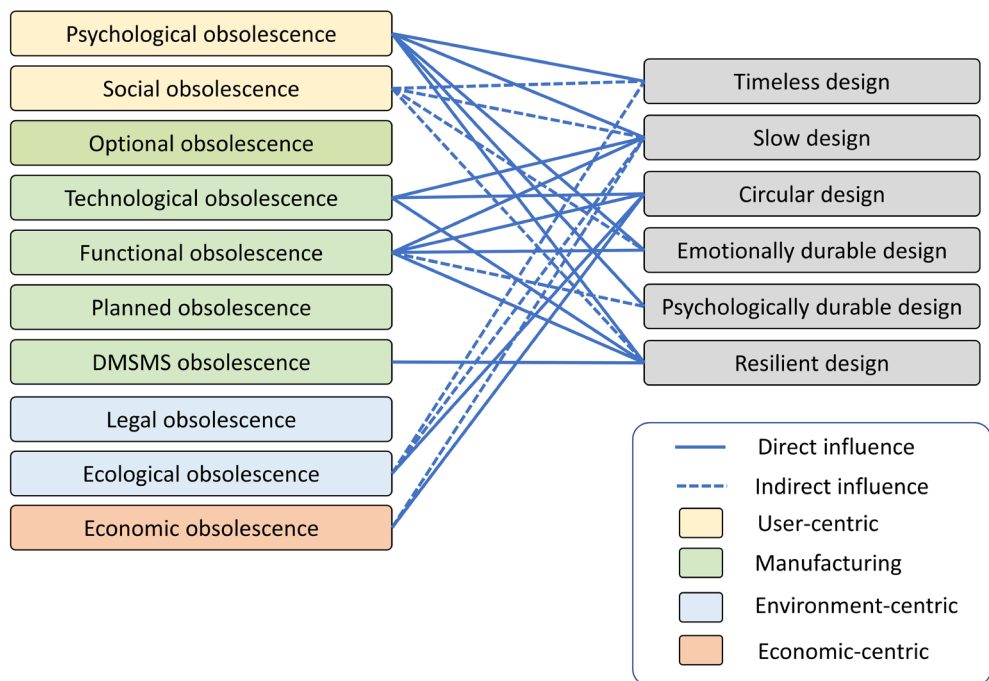 Psychological obsolescence
Social obsolescence
Optional obsolescence
Technological obsolescence
Functional obsolescence
Planned obsolescence
DMSMS obsolescence
Legal obsolescence
Ecological obsolescence
Economic obsolescence
Timeless design
Slow design
Circular design
Emotionally durable design
Psychologically durable design
Resilient design
Direct influence
Indirect influence
User-centric
Manufacturing
Environment-centric
Economic-centric